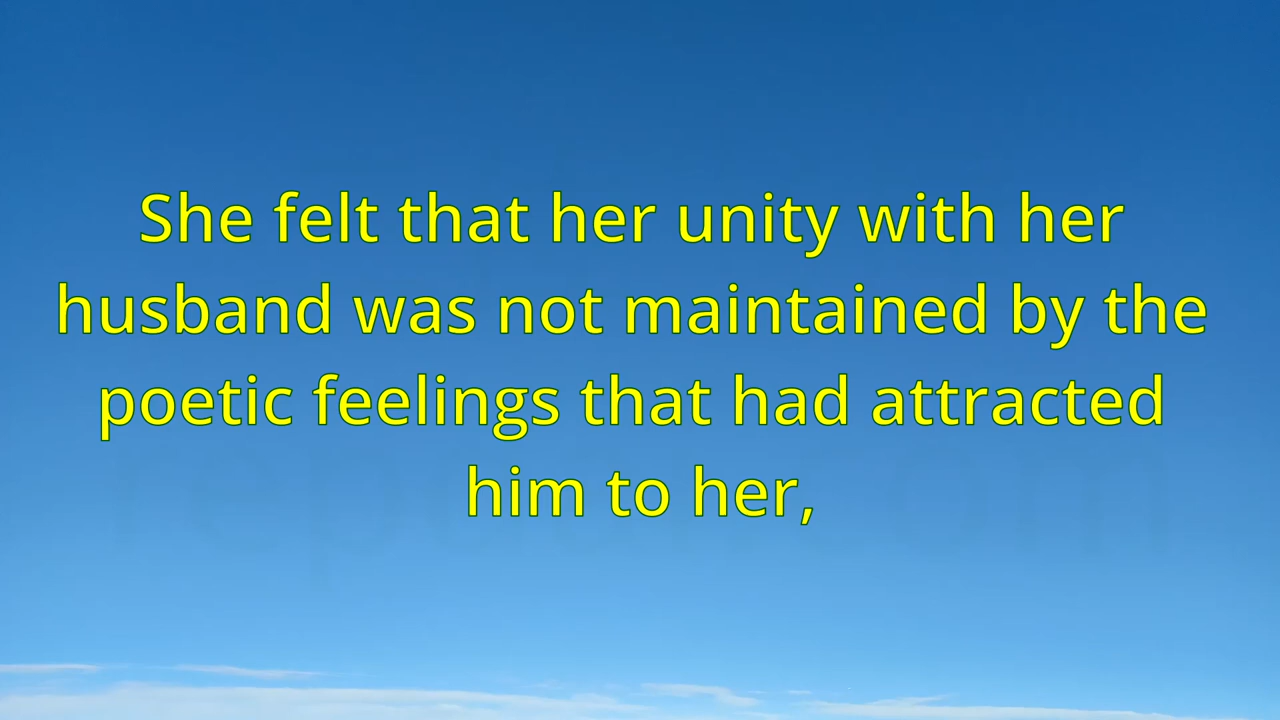 She felt that her unity with her
husband was not maintained by the
poetic feelings that had attracted
him to her,